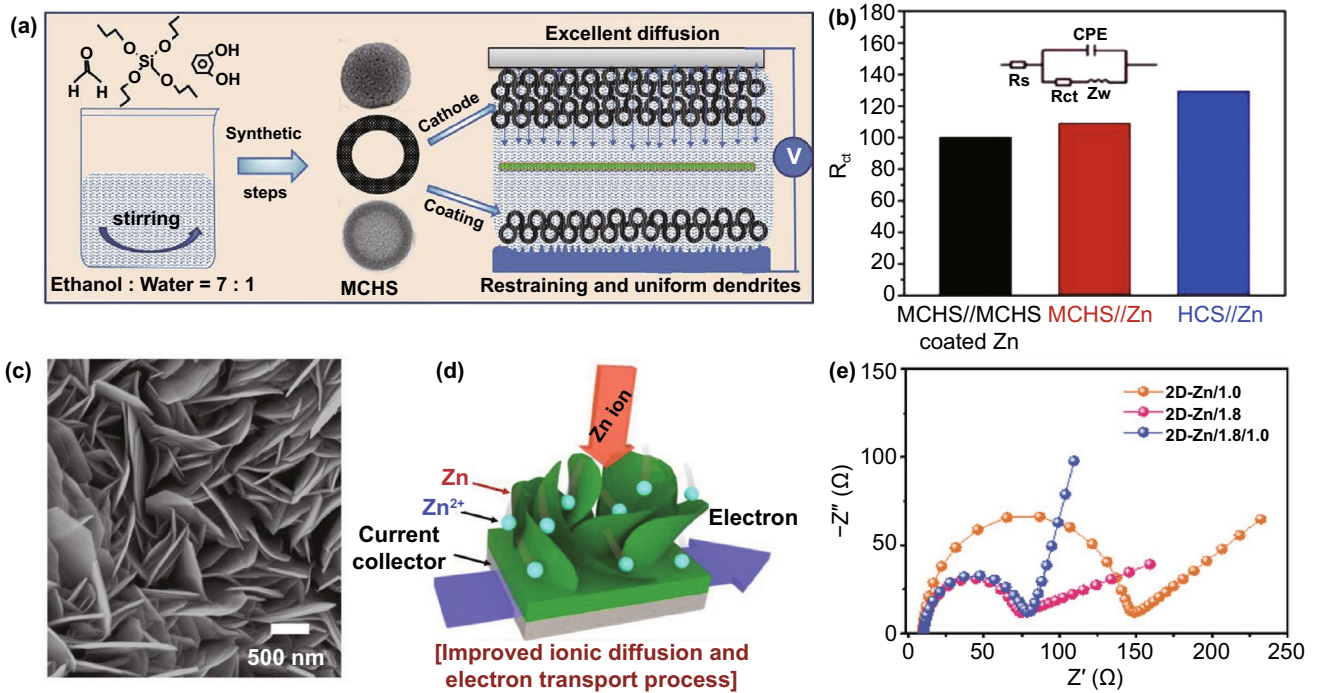 (a)
O
H H
O
O
Si
O
O
OH
OH
Synthetic
steps
stirring
Ethanol : Water = 7 : 1
MCHS
Cathode
Coating
Excellent diffusion
V
Restraining and uniform dendrites
(b)
180
160
140
120
100
80
60
40
20
0
Rct
CPE
Rs
Rct
Zw
MCHS//MCHS
coated Zn
MCHS//Zn
HCS//Zn
(c)
500 nm
(d)
Zn ion
Zn
Zn²⁺
Current
collector
Electron
[Improved ionic diffusion and
electron transport process]
(e)
150
100
50
0
−Z″ (Ω)
2D-Zn/1.0
2D-Zn/1.8
2D-Zn/1.8/1.0
0 50 100 150 200 250
Z′ (Ω)